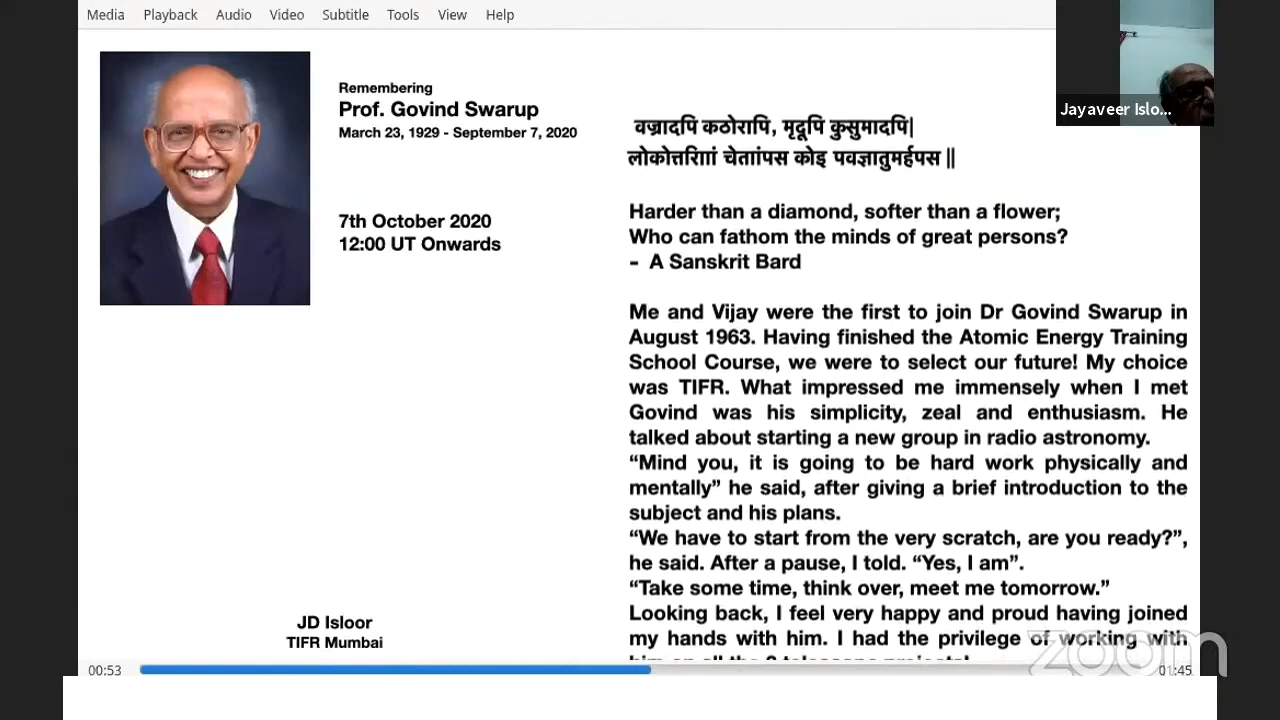 Media Playback Audio Video Subtitle Tools View Help
Jayaveer Islo...
Remembering
Prof. Govind Swarup
March 23, 1929 - September 7, 2020
7th October 2020
12:00 UT Onwards
वज्रादपि कठोरापि, मृदूपि कुसुमादपि|
लोकोत्तरािां चेताांपस कोइ पवज्ञातुमर्हपस ||
Harder than a diamond, softer than a flower;
Who can fathom the minds of great persons?
- A Sanskrit Bard
Me and Vijay were the first to join Dr Govind Swarup in
August 1963. Having finished the Atomic Energy Training
School Course, we were to select our future! My choice
was TIFR. What impressed me immensely when I met
Govind was his simplicity, zeal and enthusiasm. He
talked about starting a new group in radio astronomy.
“Mind you, it is going to be hard work physically and
mentally” he said, after giving a brief introduction to the
subject and his plans.
“We have to start from the very scratch, are you ready?”,
he said. After a pause, I told. “Yes, I am”.
“Take some time, think over, meet me tomorrow.”
Looking back, I feel very happy and proud having joined
my hands with him. I had the privilege of working with
JD Isloor
TIFR Mumbai
00:53
01:45
zoom